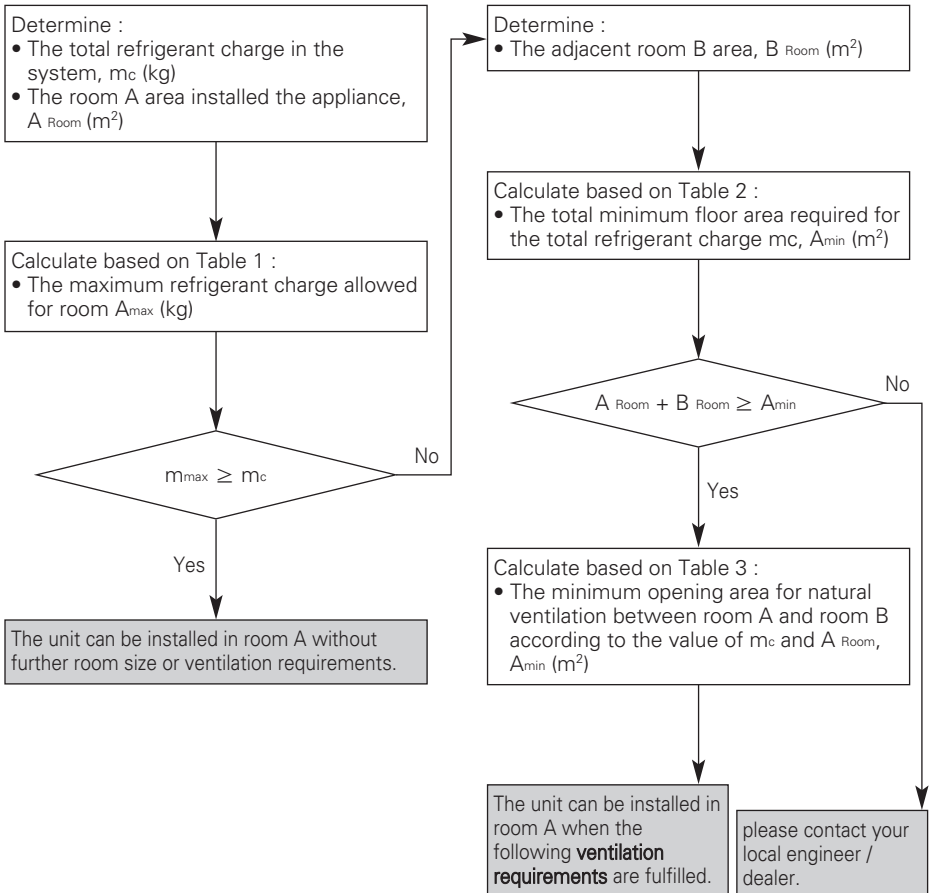 Determine :
• The total refrigerant charge in the
system, mc (kg)
• The room A area installed the appliance,
A Room (m²)
Calculate based on Table 1 :
• The maximum refrigerant charge allowed
for room Amax (kg)
mmax ≥ mc
No
Yes
The unit can be installed in room A without
further room size or ventilation requirements.
Determine :
• The adjacent room B area, B Room (m²)
Calculate based on Table 2 :
• The total minimum floor area required for
the total refrigerant charge mc, Amin (m²)
A Room + B Room ≥ Amin
No
Yes
Calculate based on Table 3 :
• The minimum opening area for natural
ventilation between room A and room B
according to the value of mc and A Room,
Amin (m²)
The unit can be installed in
room A when the
following ventilation
requirements are fulfilled.
please contact your
local engineer /
dealer.